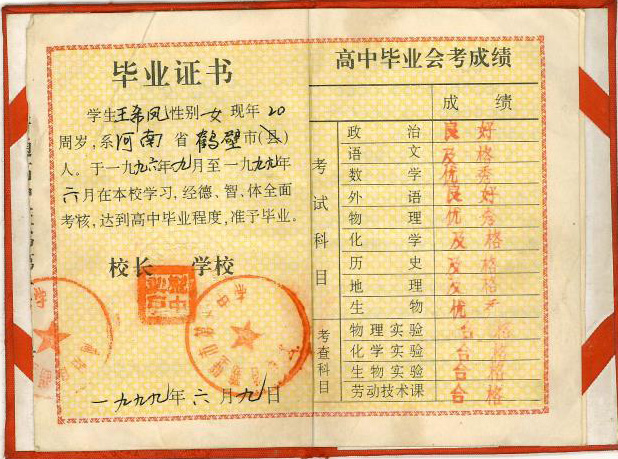 毕业证书
学生王希凤性别女现年20
周岁,系河南省鹤壁市(县)
人。于一九九六年九月至一九九九年
六月在本校学习,经德、智、体全面
考核,达到高中毕业程度,准予毕业。
校长 学校
一九九九年六月九日
高中毕业会考成绩
成绩
考试科目
政治 良好
语文 及格
数学 优秀
外语 良好
物理 优秀
化学 及格
历史 及格
地理 及格
生物 优
考查科目
物理实验 合格
化学实验 合格
生物实验 合格
劳动技术课 合格